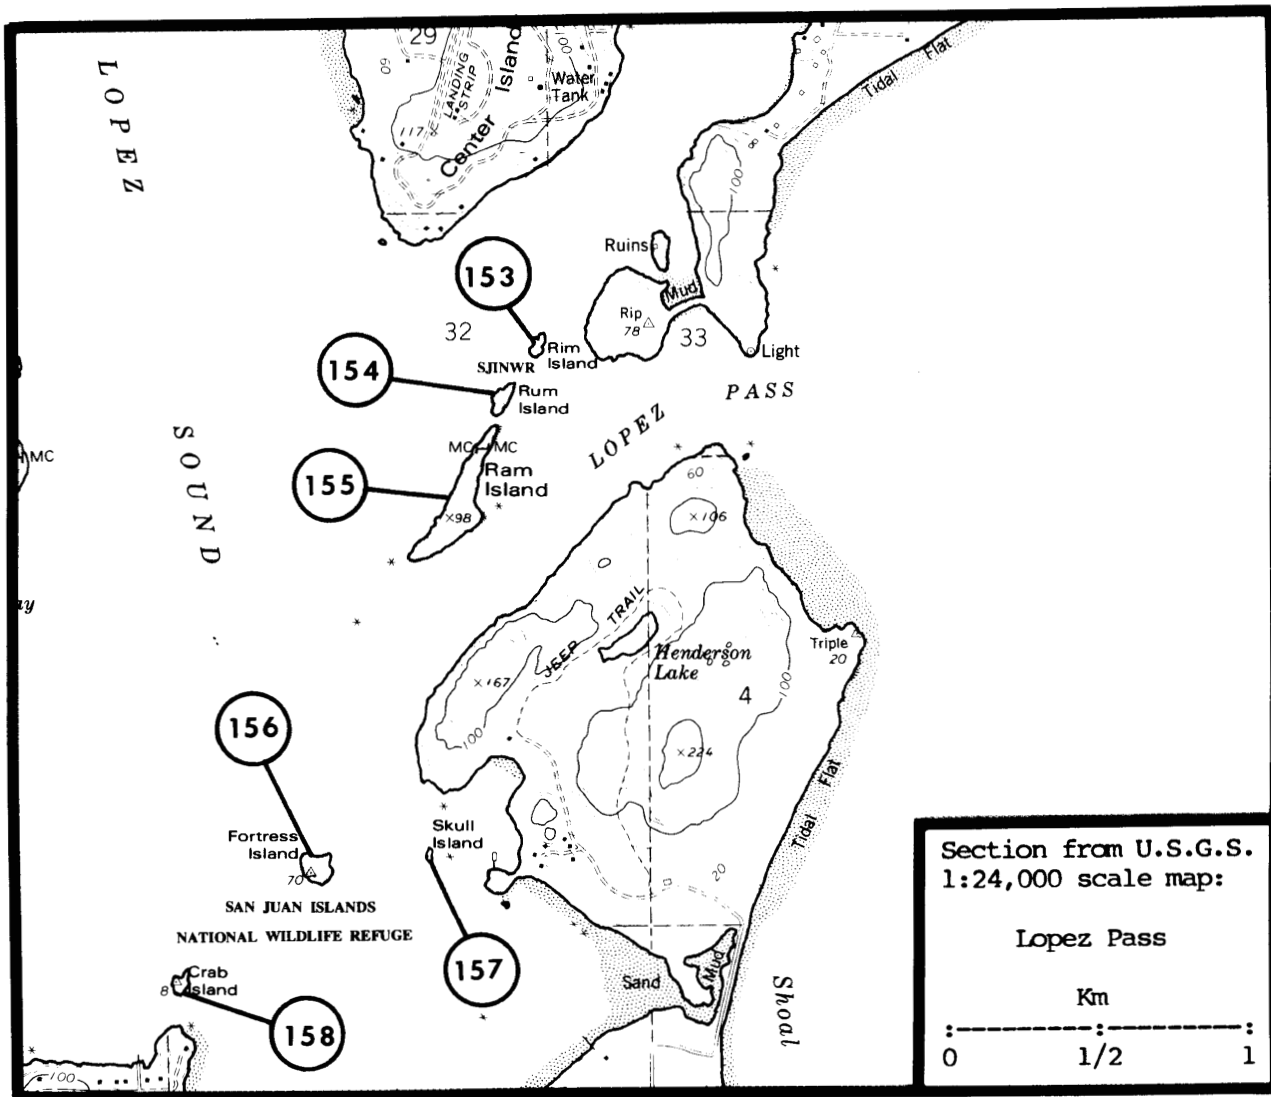 LOPEZ
SOUND
29
60
LANDING
STRIP
Center Island
100
Water
Tank
117
Tidal Flat
100
Ruins
Mud
Rip
78
33
Light
153
32
Rim
Island
SJINWR
154
Rum
Island
LOPEZ PASS
MC
MC MC
Ram
Island
155
98
60
106
ay
JEEP TRAIL
Henderson
Lake
Triple
20
167
100
4
100
224
156
Fortress
Island
70
Skull
Island
SAN JUAN ISLANDS
NATIONAL WILDLIFE REFUGE
20
Tidal Flat
157
Crab
Island
8
158
Sand
Mud
Shoal
100
Section from U.S.G.S.
1:24,000 scale map:
Lopez Pass
Km
0 1/2 1